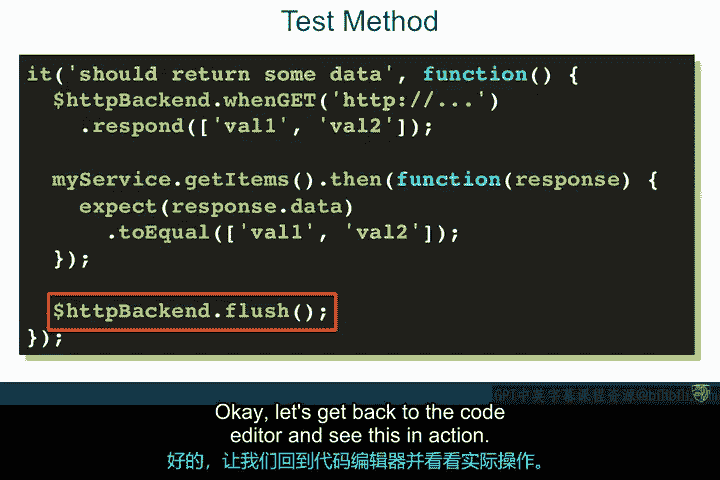 Test Method
it('should return some data', function() {
$httpBackend.whenGET('http://...')
.respond(['val1', 'val2']);
myService.getItems().then(function(response) {
expect(response.data)
.toEqual(['val1', 'val2']);
});
$httpBackend.flush();
});
Okay, let's get back to the code
editor and see this in action.
好的，让我们回到代码编辑器并看看实际操作。